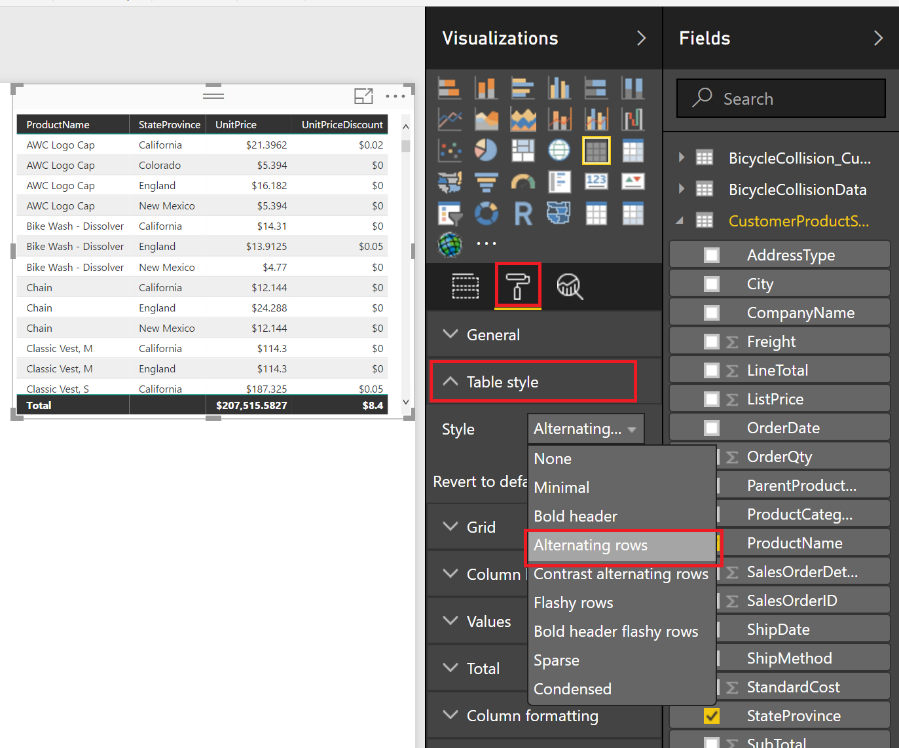 ProductName StateProvince UnitPrice UnitPriceDiscount
AWC Logo Cap California $21.3962 $0.02
AWC Logo Cap Colorado $5.394 $0
AWC Logo Cap England $16.182 $0
AWC Logo Cap New Mexico $5.394 $0
Bike Wash - Dissolver California $14.31 $0
Bike Wash - Dissolver England $13.9125 $0.05
Bike Wash - Dissolver New Mexico $4.77 $0
Chain California $12.144 $0
Chain England $24.288 $0
Chain New Mexico $12.144 $0
Classic Vest, M California $114.3 $0
Classic Vest, M England $114.3 $0
Classic Vest, S California $187.325 $0.05
Total $207,515.5827 $8.4
Visualizations
123
R
General
Table style
Style Alternating...
Revert to defa
None
Minimal
Bold header
Alternating rows
Contrast alternating rows
Flashy rows
Bold header flashy rows
Sparse
Condensed
Grid
Column
Values
Total
Column formatting
Fields
Search
BicycleCollision_Cu...
BicycleCollisionData
CustomerProductS...
AddressType
City
CompanyName
Σ Freight
Σ LineTotal
Σ ListPrice
OrderDate
Σ OrderQty
ParentProduct...
ProductCateg...
ProductName
Σ SalesOrderDet...
Σ SalesOrderID
ShipDate
ShipMethod
Σ StandardCost
StateProvince
Σ SubTotal